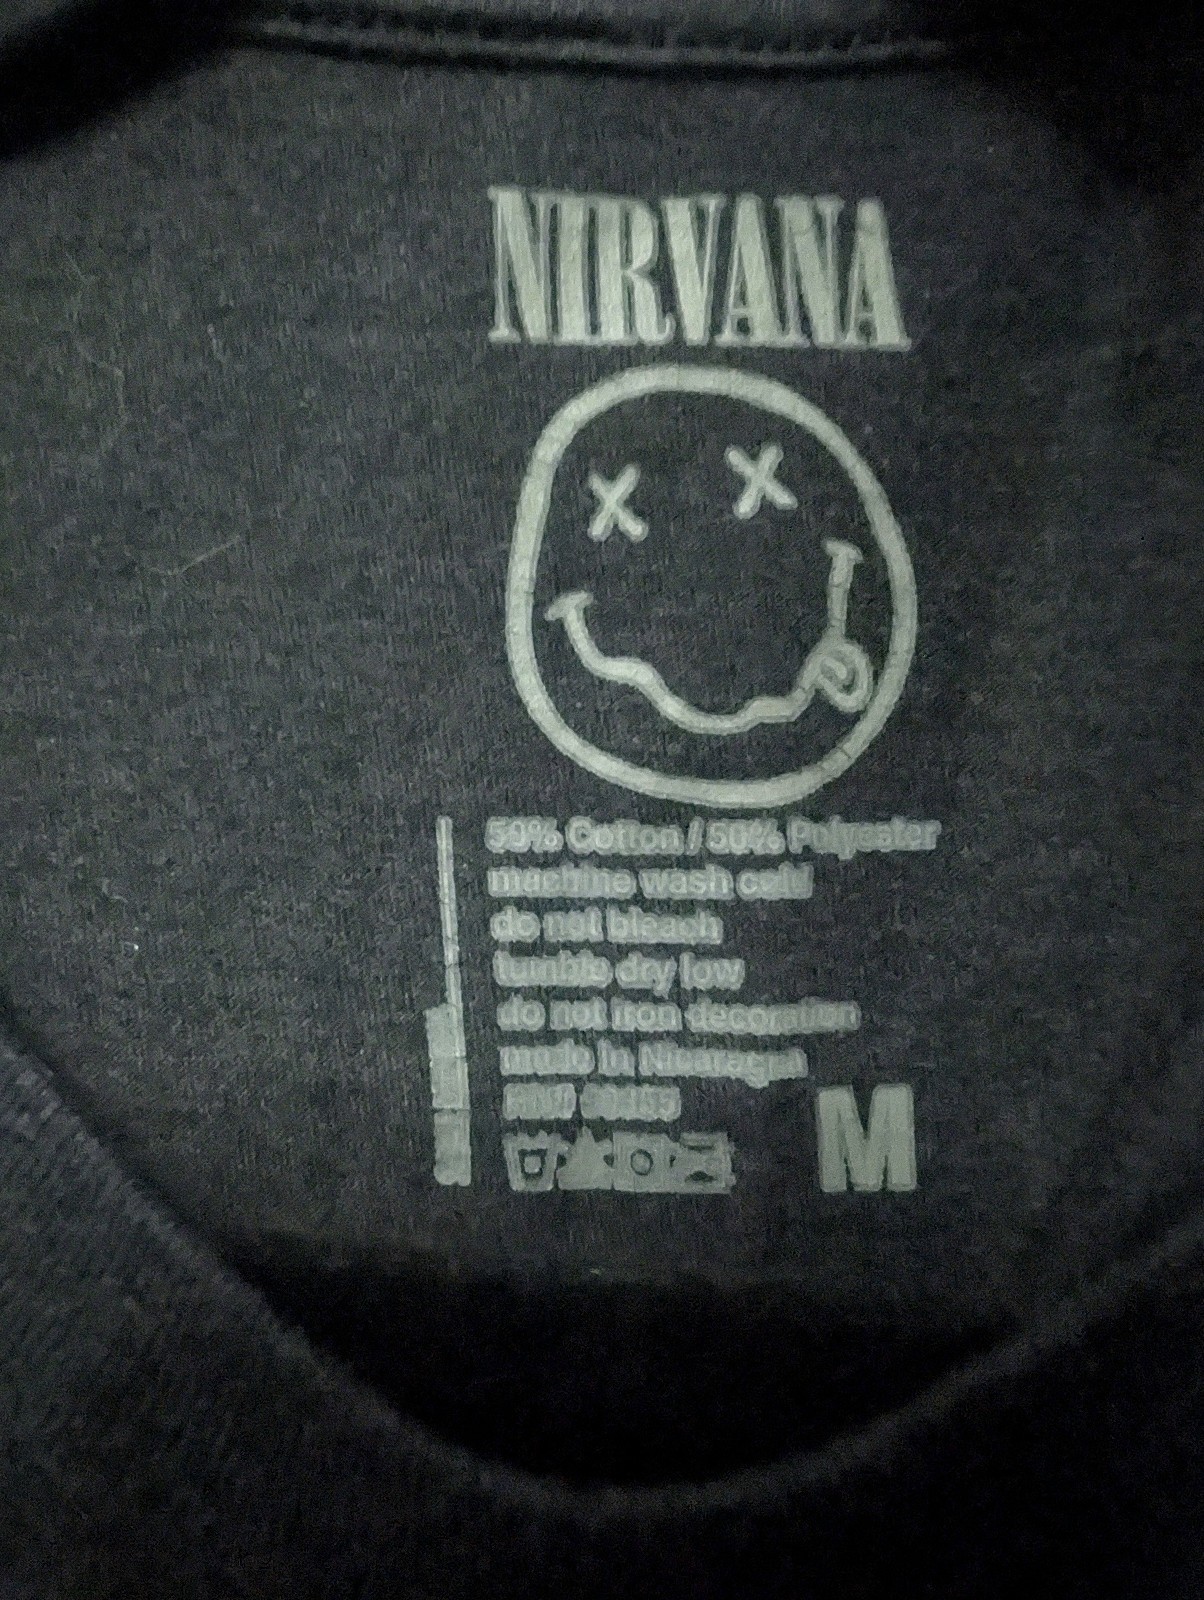 NIRVANA
50% Cotton / 50% Polyester
machine wash cold
do not bleach
tumble dry low
do not iron decoration
made in Nicaragua
M